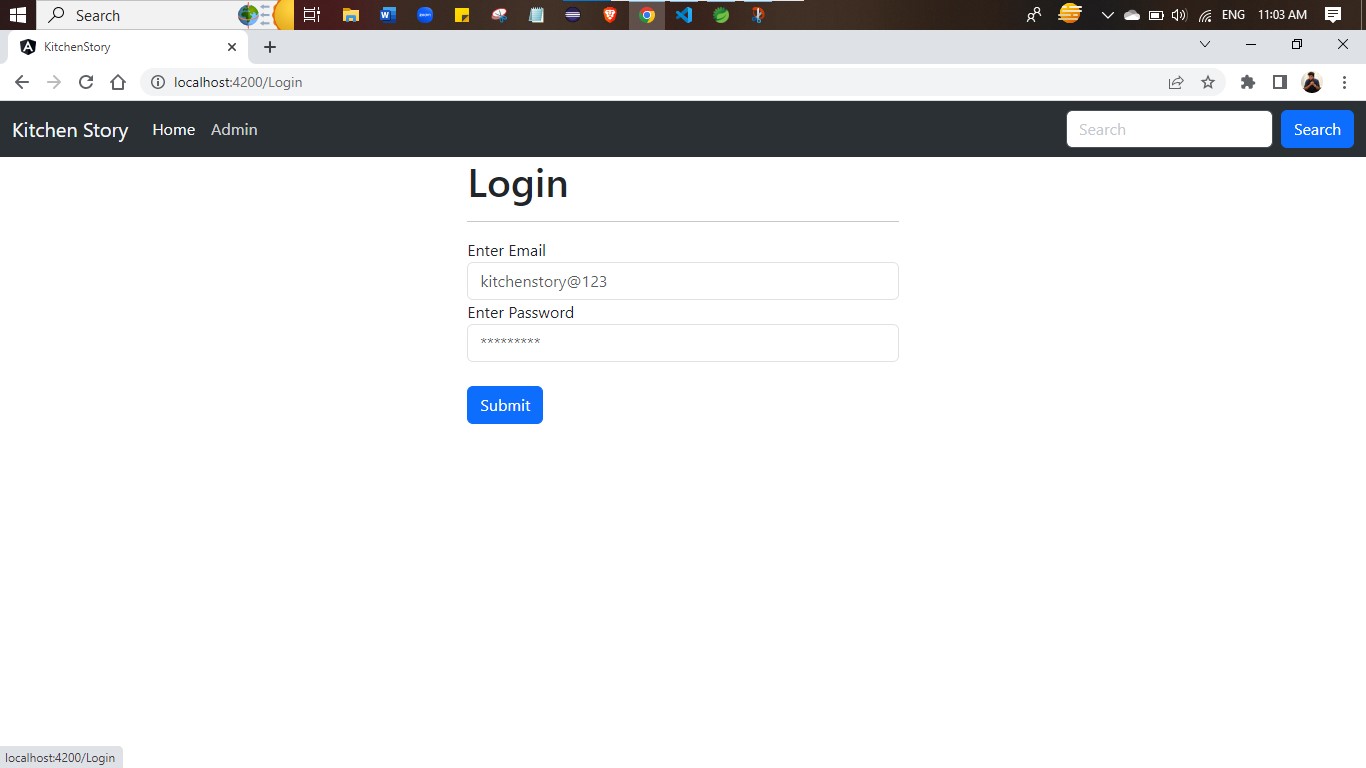 Search
ENG 11:03 AM
KitchenStory
localhost:4200/Login
Kitchen Story Home Admin Search Search
Login
Enter Email
kitchenstory@123
Enter Password
*********
Submit
localhost:4200/Login